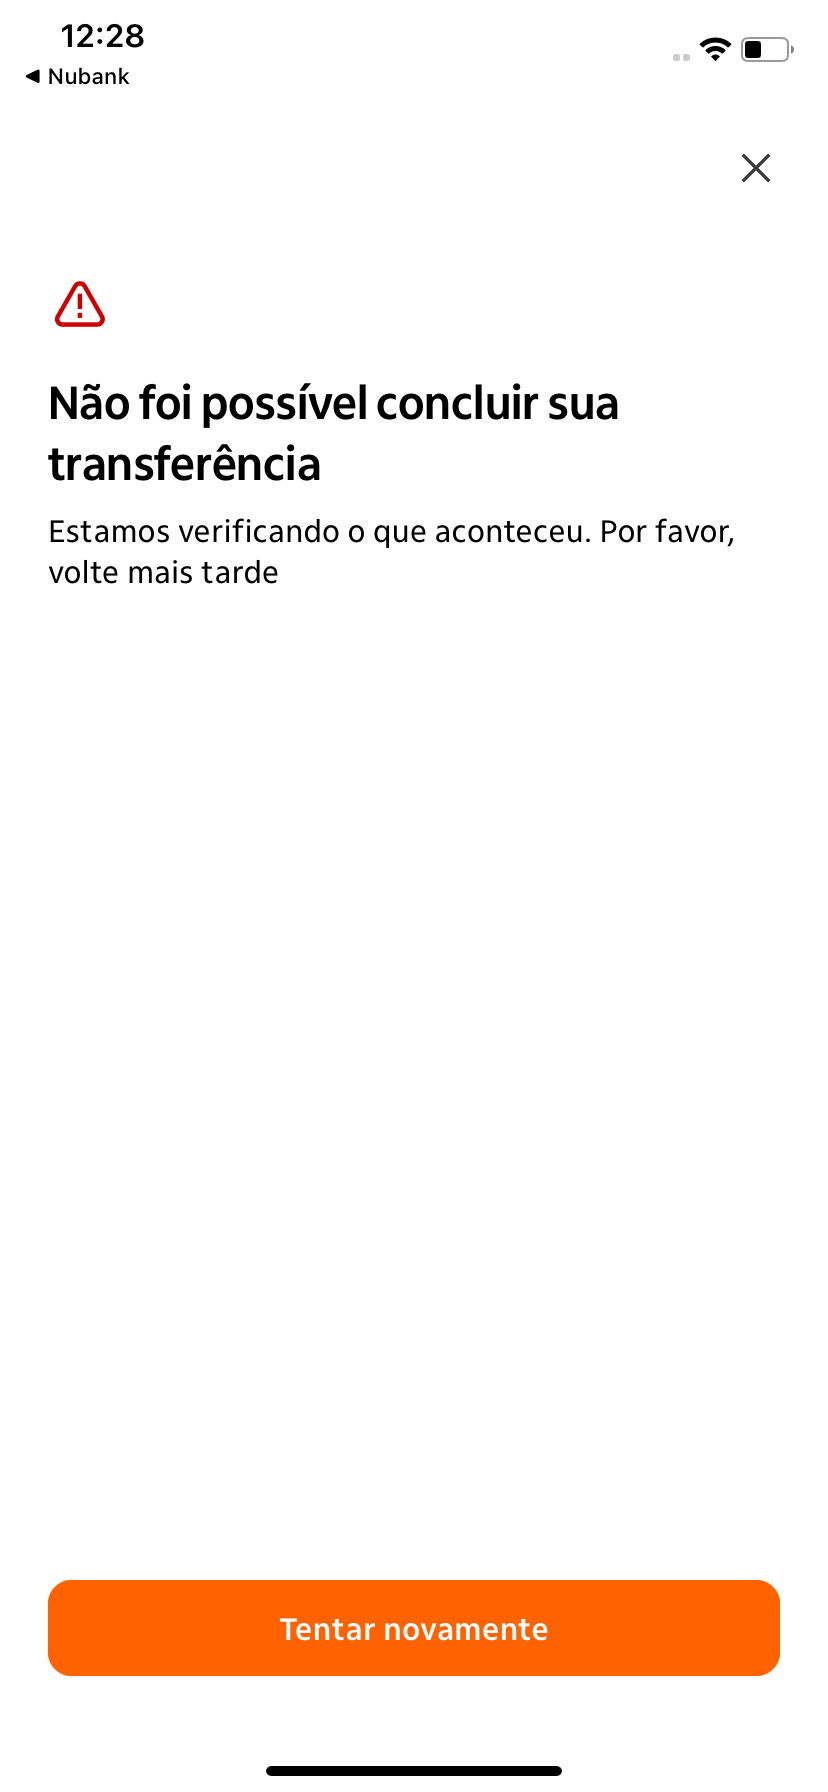 12:28
◀ Nubank
Não foi possível concluir sua
transferência
Estamos verificando o que aconteceu. Por favor,
volte mais tarde
Tentar novamente